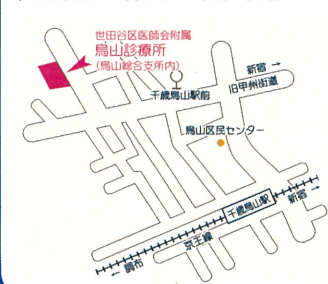 世田谷区医師会附属
烏山診療所
(烏山総合支所内)
新宿→
旧甲州街道
千歳烏山駅前
烏山区民センター
千歳烏山駅
新宿→
京王線
←調布